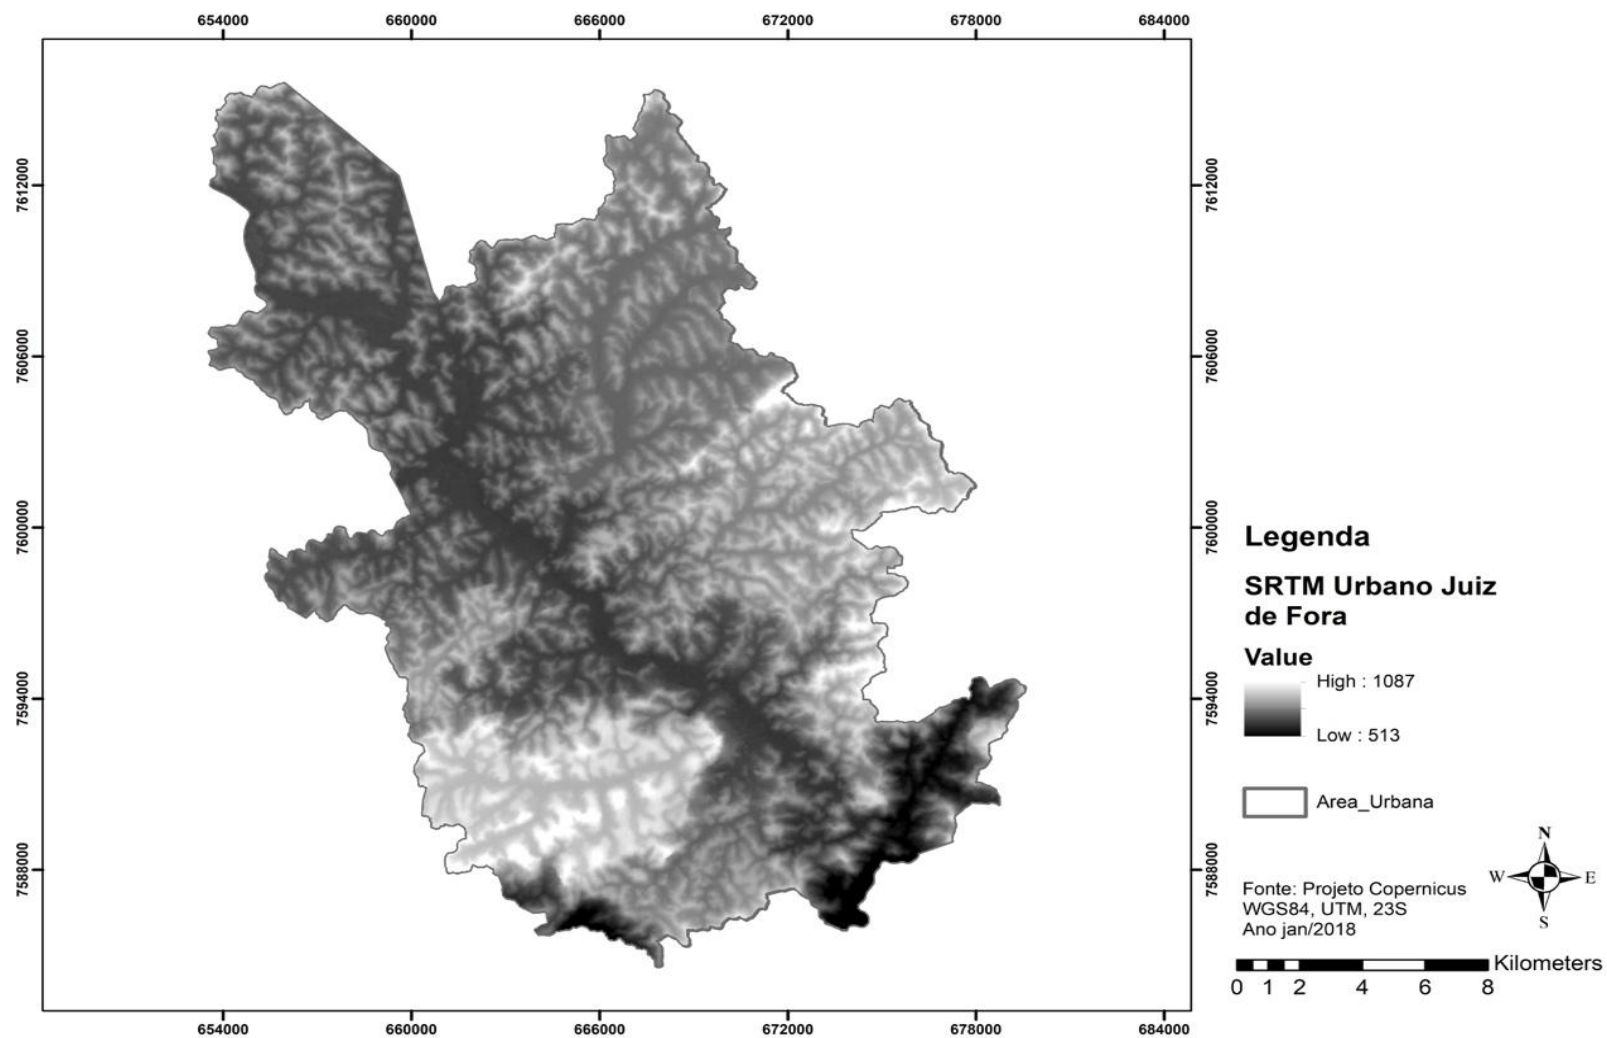 654000 660000 666000 672000 678000 684000
7612000 7612000
7606000 7606000
7600000 7600000
7594000 7594000
7588000 7588000
654000 660000 666000 672000 678000 684000
Legenda
SRTM Urbano Juiz
de Fora
Value
High : 1087
Low : 513
Area_Urbana
N
W E
S
Fonte: Projeto Copernicus
WGS84, UTM, 23S
Ano jan/2018
Kilometers
0 1 2 4 6 8